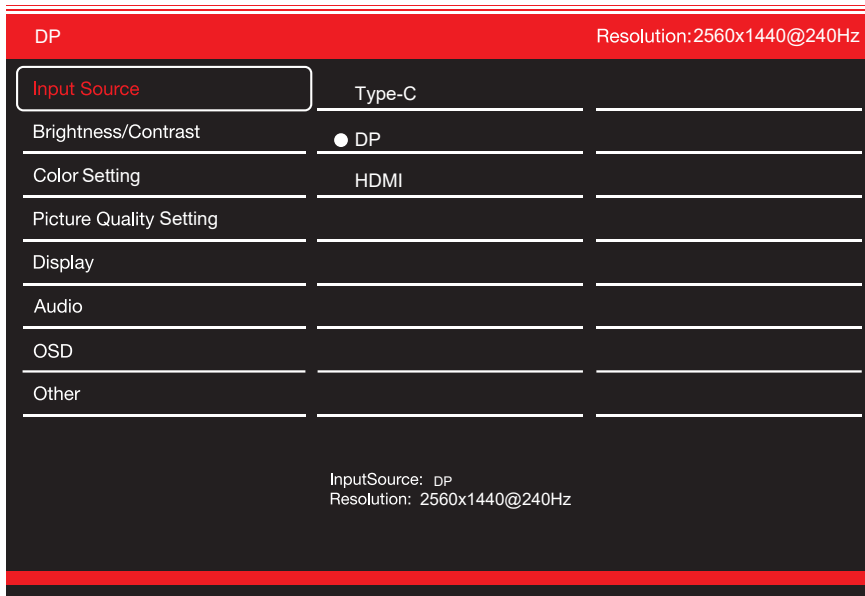 DP Resolution:2560x1440@240Hz
Input Source Type-C
Brightness/Contrast DP
Color Setting HDMI
Picture Quality Setting
Display
Audio
OSD
Other
InputSource: DP
Resolution: 2560x1440@240Hz